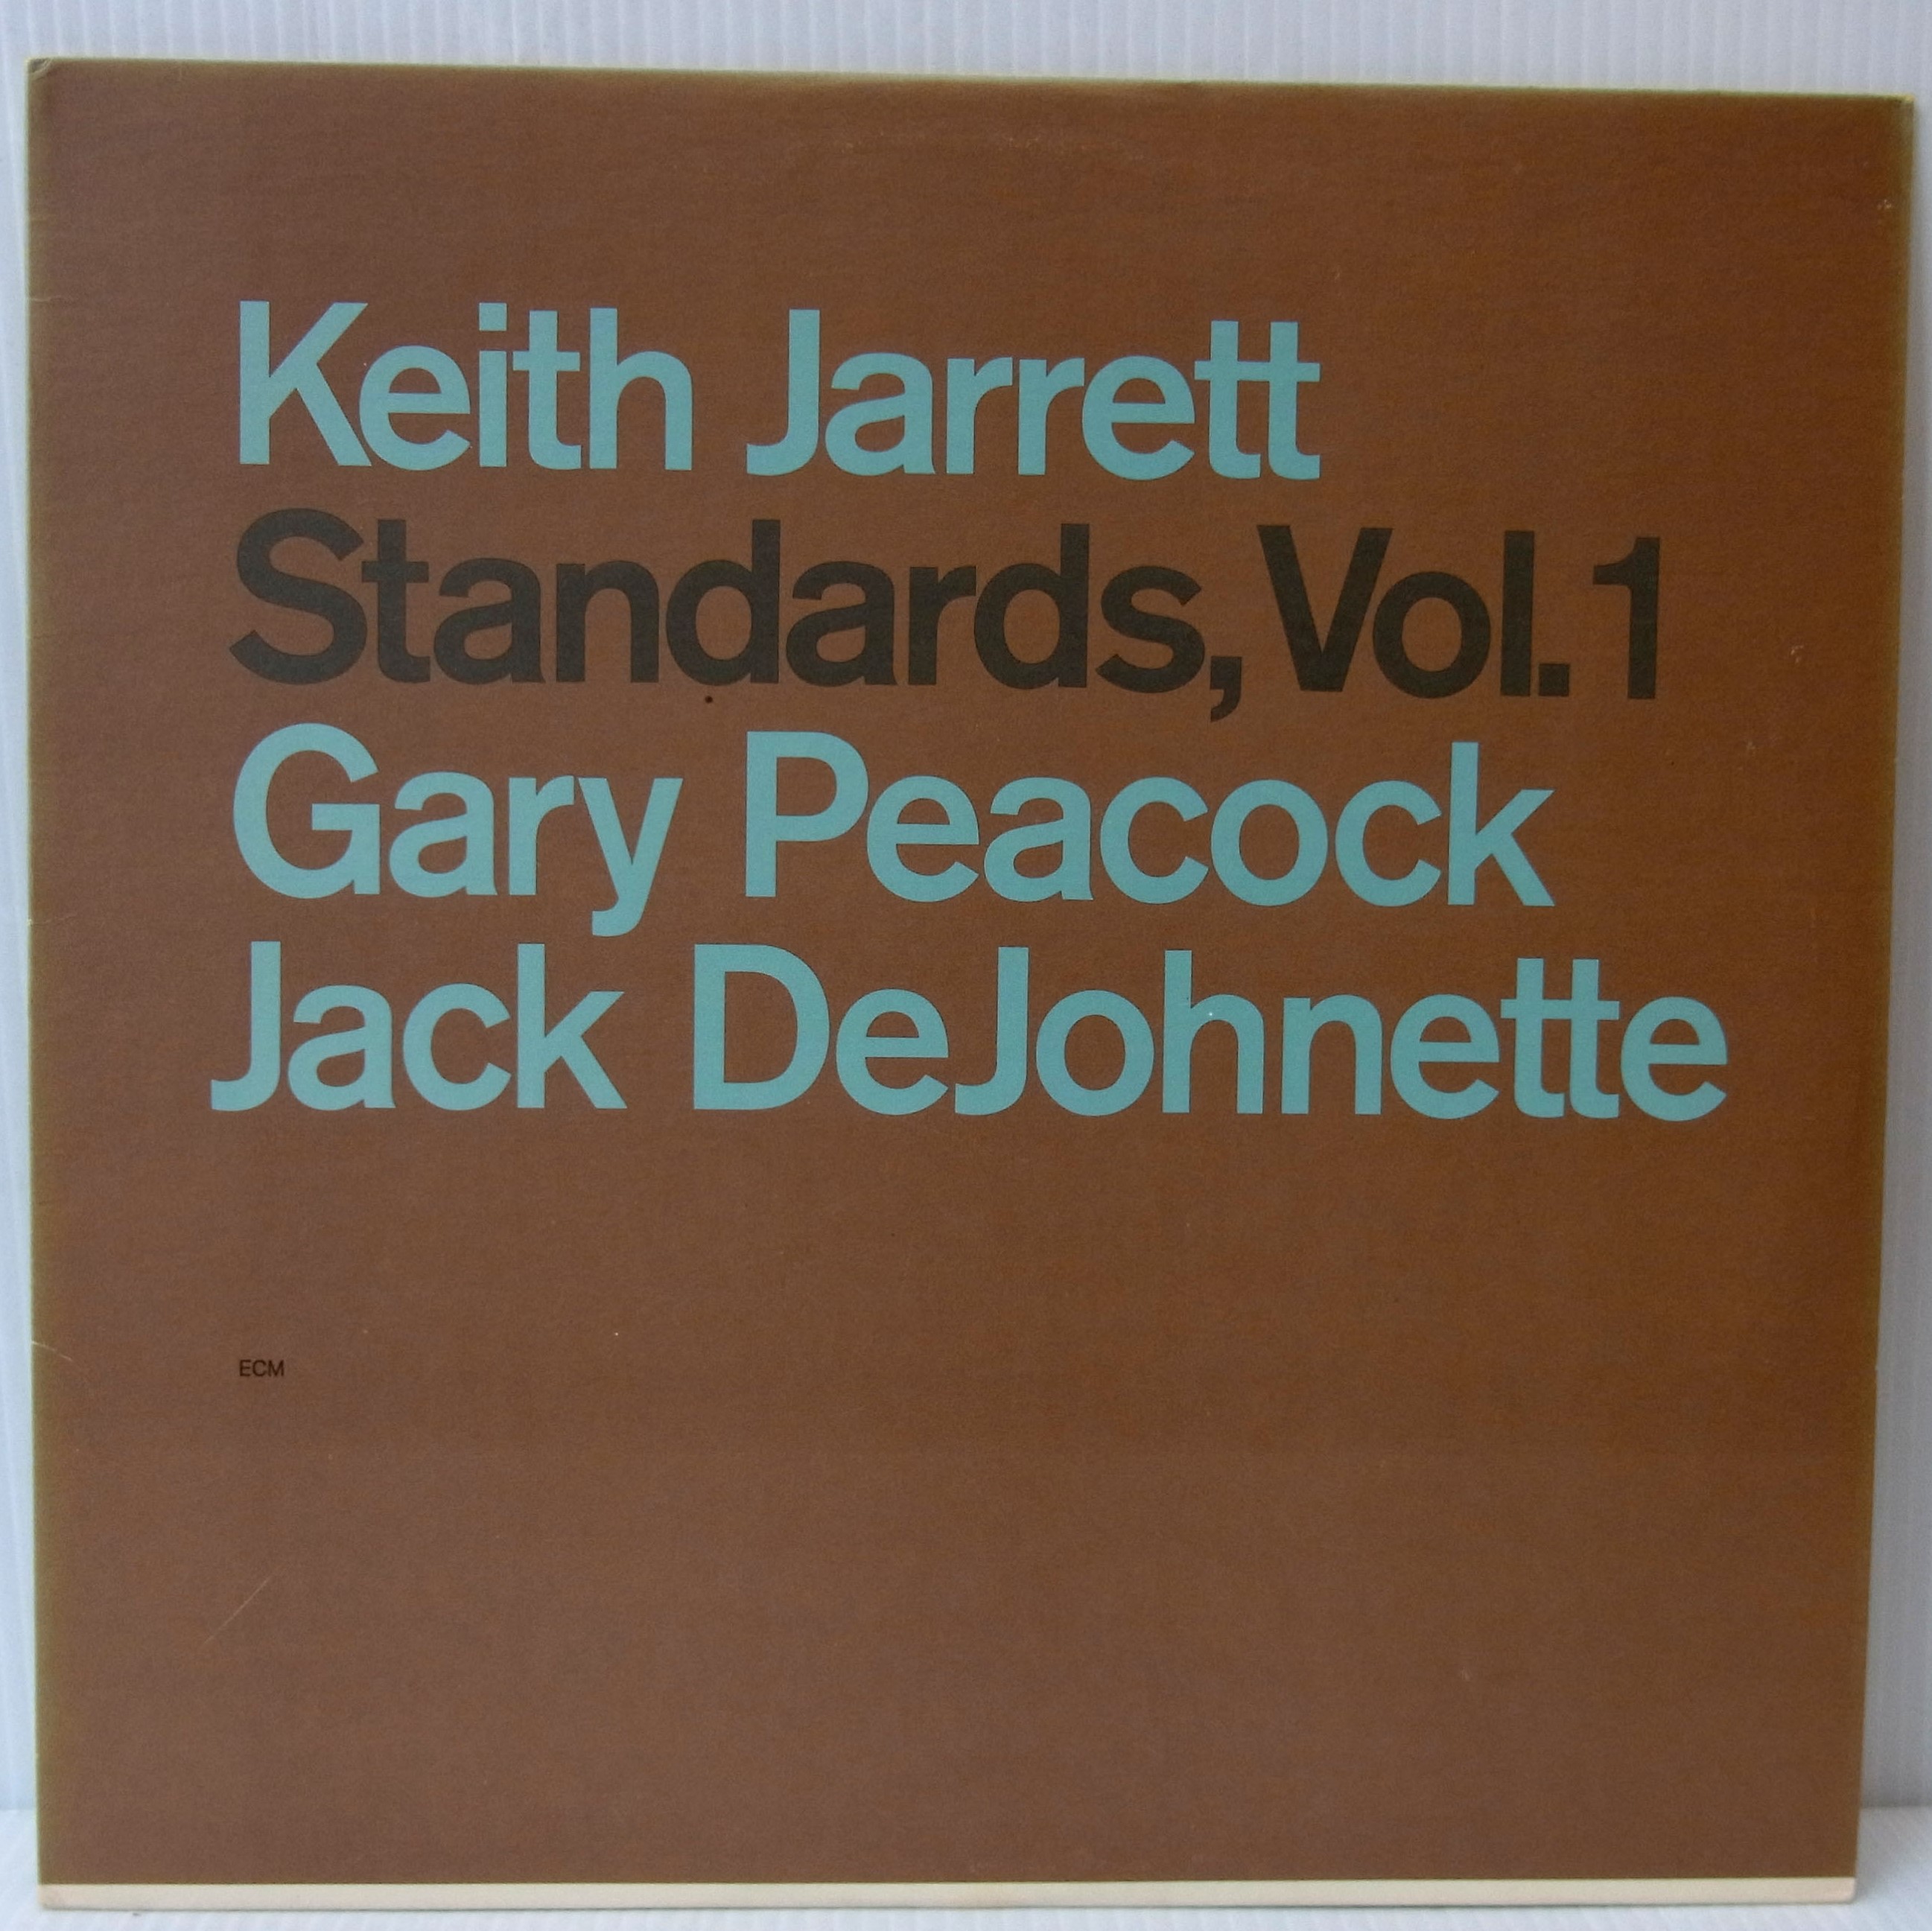 Keith Jarrett
Standards, Vol. 1
Gary Peacock
Jack DeJohnette
ECM